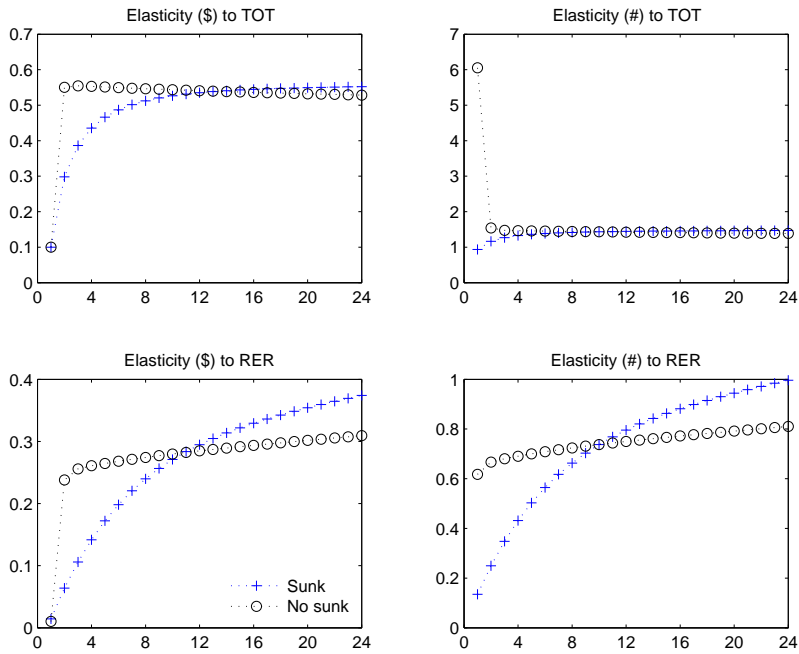 Elasticity ($) to TOT
0.7
0.6
0.5
0.4
0.3
0.2
0.1
0
0 4 8 12 16 20 24
Elasticity (#) to TOT
7
6
5
4
3
2
1
0
0 4 8 12 16 20 24
Elasticity ($) to RER
0.4
0.3
0.2
0.1
0
0 4 8 12 16 20 24
Sunk
No sunk
Elasticity (#) to RER
1
0.8
0.6
0.4
0.2
0
0 4 8 12 16 20 24